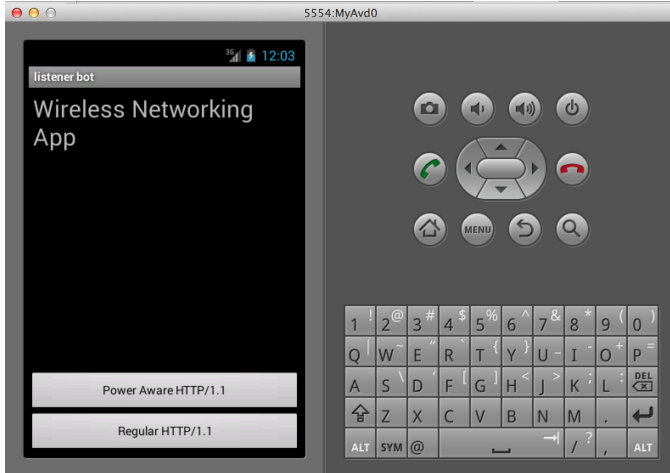 5554:MyAvd0
3G 12:03
listener bot
Wireless Networking
App
Power Aware HTTP/1.1
Regular HTTP/1.1
MENU
1 ! 2 @ 3 # 4 $ 5 % 6 ^ 7 & 8 * 9 ( 0 )
Q | W ~ E " R ` T { Y } U _ I - O + P =
A S \ D ' F [ G ] H < J > K ; L : DEL
Z X C V B N M .
ALT SYM @ / ? , ALT